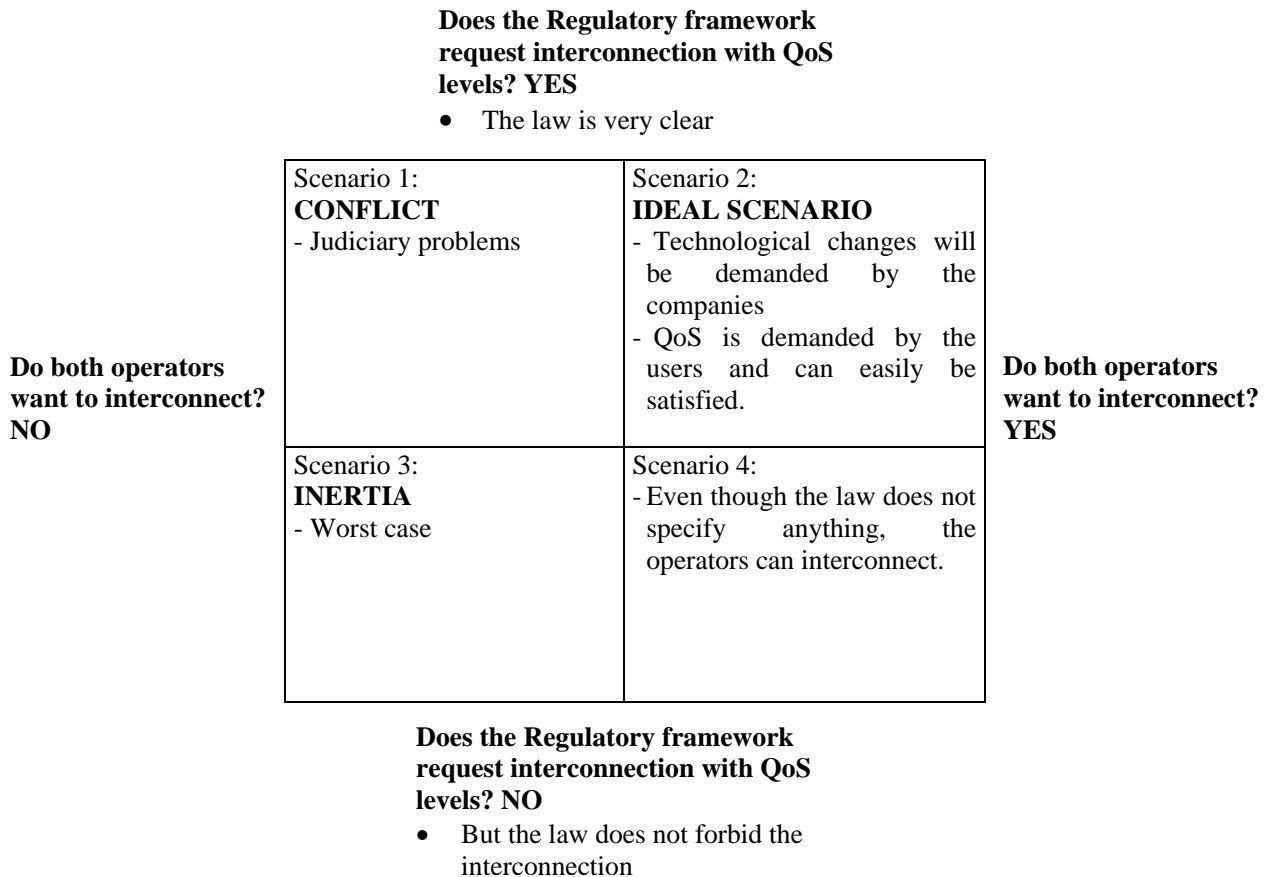 Does the Regulatory framework
request interconnection with QoS
levels? YES
• The law is very clear
Scenario 1:
CONFLICT
- Judiciary problems
Scenario 2:
IDEAL SCENARIO
- Technological changes will
be demanded by the
companies
- QoS is demanded by the
users and can easily be
satisfied.
Do both operators
want to interconnect?
NO
Do both operators
want to interconnect?
YES
Scenario 3:
INERTIA
- Worst case
Scenario 4:
- Even though the law does not
specify anything, the
operators can interconnect.
Does the Regulatory framework
request interconnection with QoS
levels? NO
• But the law does not forbid the
interconnection